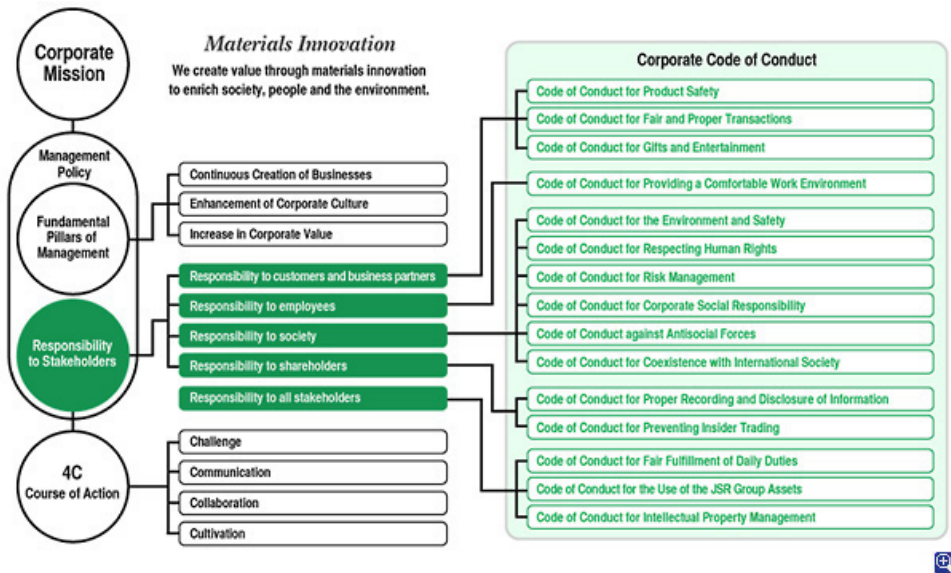 Corporate
Mission
Materials Innovation
We create value through materials innovation
to enrich society, people and the environment.
Management
Policy
Fundamental
Pillars of
Management
Continuous Creation of Businesses
Enhancement of Corporate Culture
Increase in Corporate Value
Responsibility
to Stakeholders
Responsibility to customers and business partners
Responsibility to employees
Responsibility to society
Responsibility to shareholders
Responsibility to all stakeholders
4C
Course of Action
Challenge
Communication
Collaboration
Cultivation
Corporate Code of Conduct
Code of Conduct for Product Safety
Code of Conduct for Fair and Proper Transactions
Code of Conduct for Gifts and Entertainment
Code of Conduct for Providing a Comfortable Work Environment
Code of Conduct for the Environment and Safety
Code of Conduct for Respecting Human Rights
Code of Conduct for Risk Management
Code of Conduct for Corporate Social Responsibility
Code of Conduct against Antisocial Forces
Code of Conduct for Coexistence with International Society
Code of Conduct for Proper Recording and Disclosure of Information
Code of Conduct for Preventing Insider Trading
Code of Conduct for Fair Fulfillment of Daily Duties
Code of Conduct for the Use of the JSR Group Assets
Code of Conduct for Intellectual Property Management